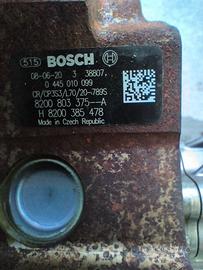 515 BOSCH
08-06-20 3 38807.
0 445 010 099
CR/CP3S3/L70/20-789S
8200 803 375--A
H 8200 385 478
Made in Czech Republic